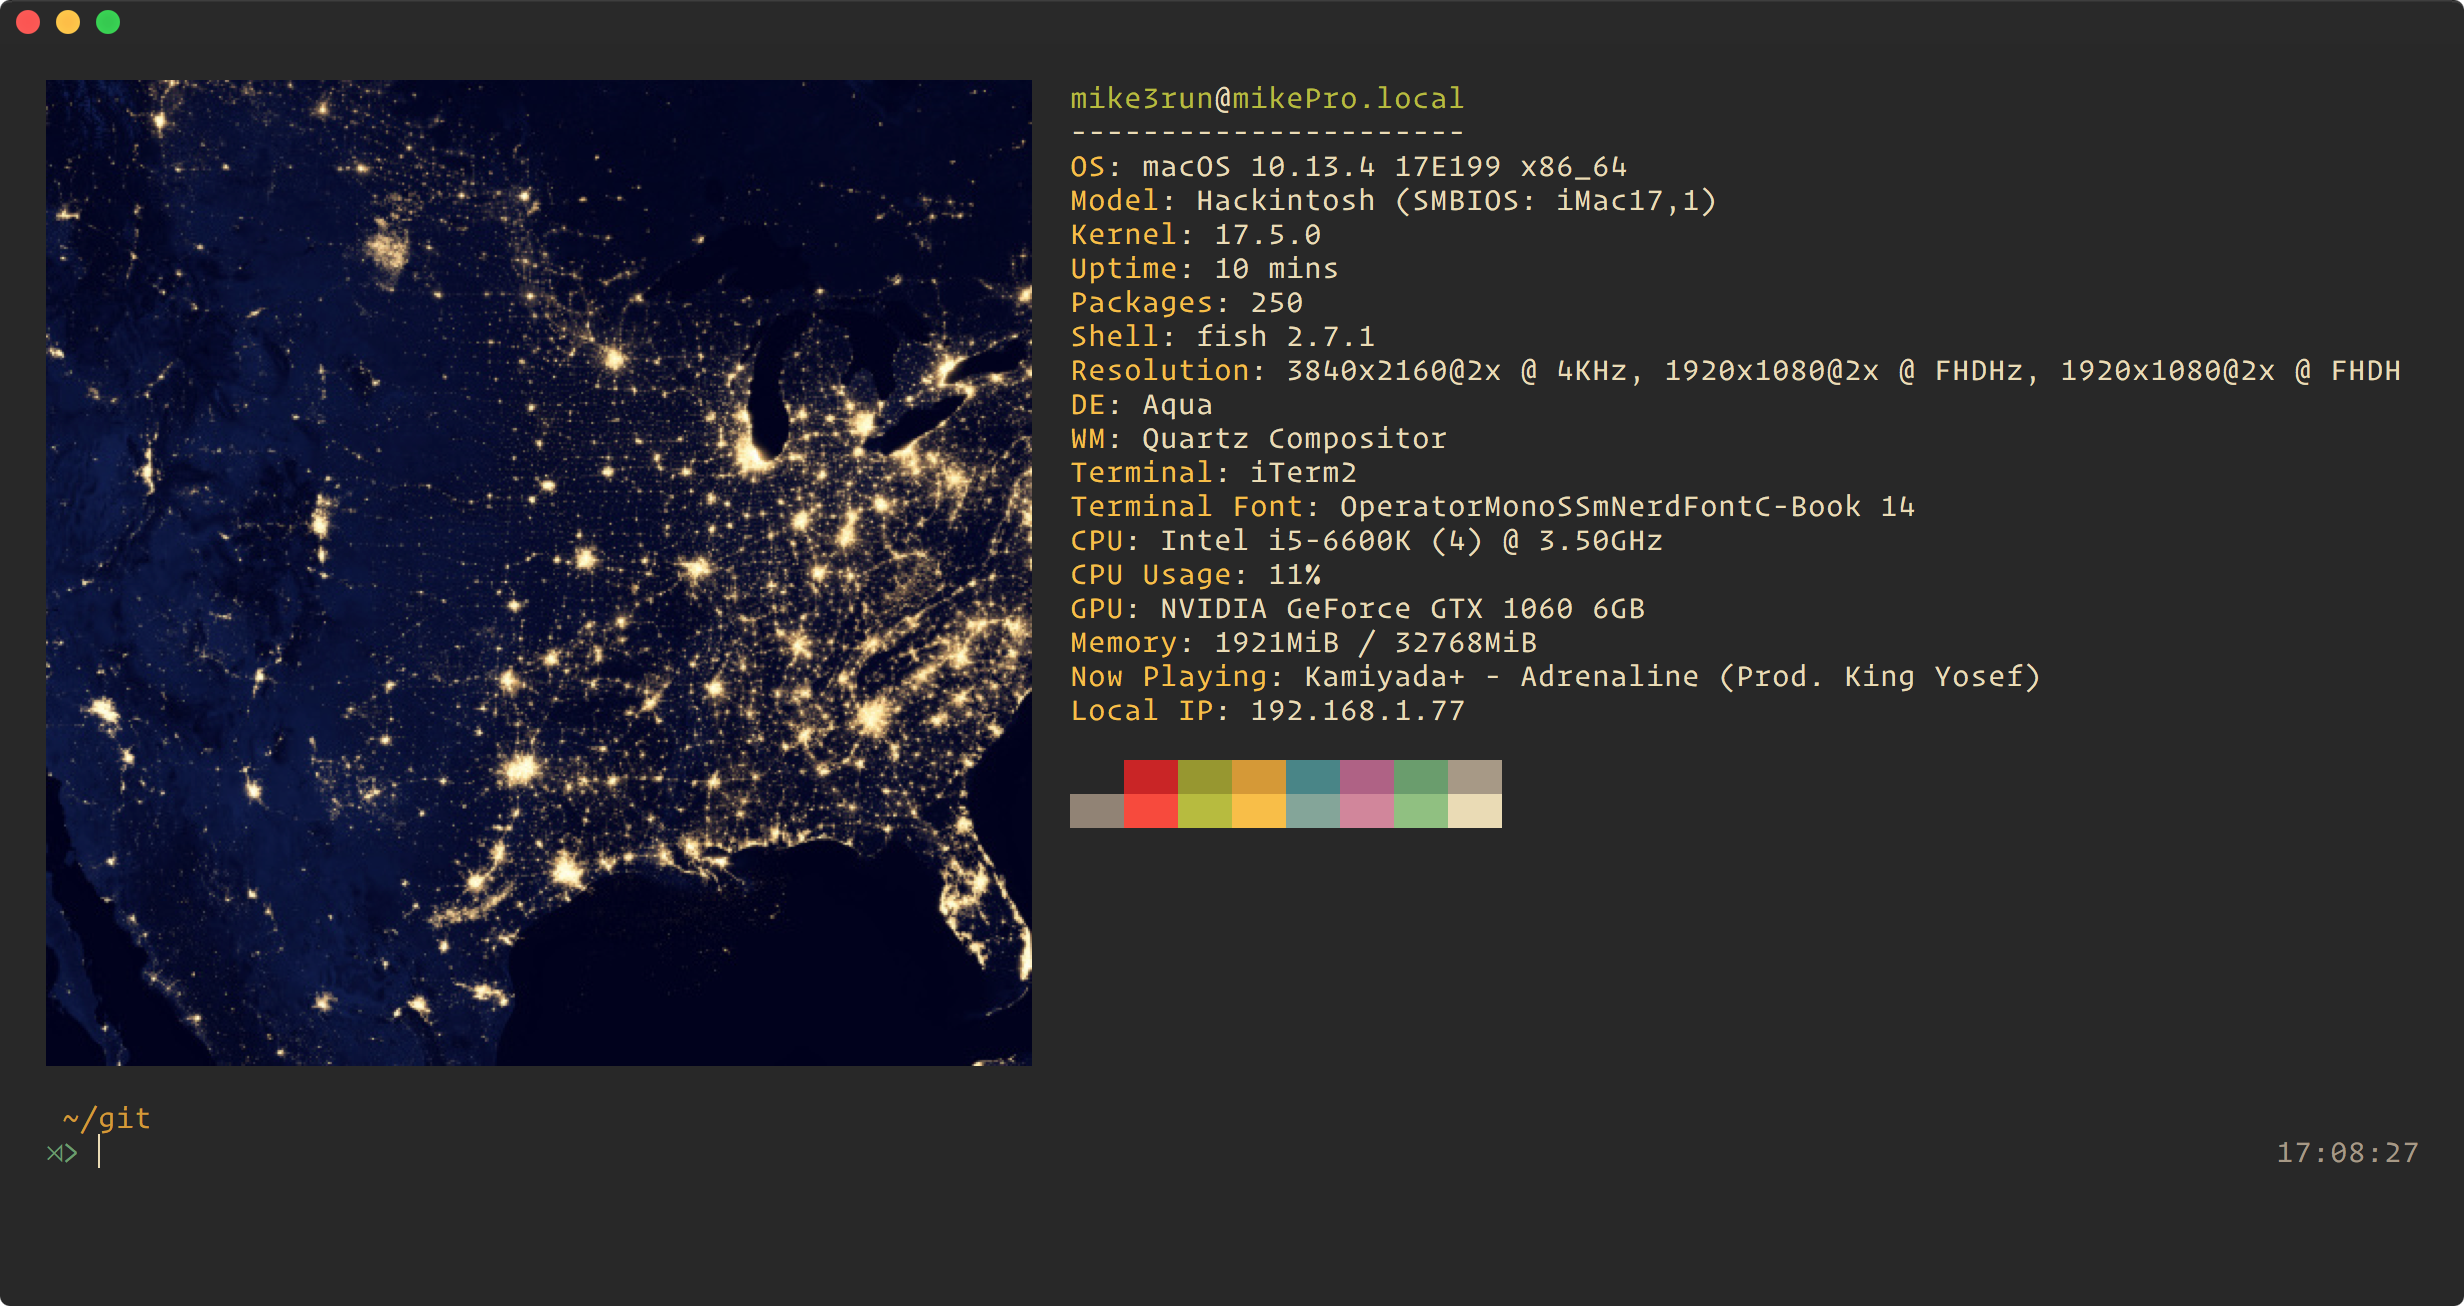 mike3run@mikePro.local
----------------------
OS: macOS 10.13.4 17E199 x86_64
Model: Hackintosh (SMBIOS: iMac17,1)
Kernel: 17.5.0
Uptime: 10 mins
Packages: 250
Shell: fish 2.7.1
Resolution: 3840x2160@2x @ 4KHz, 1920x1080@2x @ FHDHz, 1920x1080@2x @ FHDH
DE: Aqua
WM: Quartz Compositor
Terminal: iTerm2
Terminal Font: OperatorMonoSSmNerdFontC-Book 14
CPU: Intel i5-6600K (4) @ 3.50GHz
CPU Usage: 11%
GPU: NVIDIA GeForce GTX 1060 6GB
Memory: 1921MiB / 32768MiB
Now Playing: Kamiyada+ - Adrenaline (Prod. King Yosef)
Local IP: 192.168.1.77
~/git
17:08:27